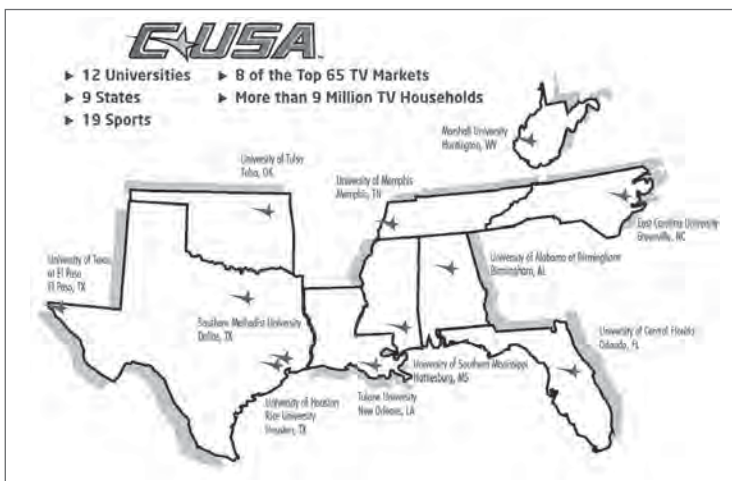 C USA
▶ 12 Universities
▶ 9 States
▶ 19 Sports
▶ 8 of the Top 65 TV Markets
▶ More than 9 Million TV Households
Marshall University
Huntington, WV
University of Tulsa
Tulsa, OK
University of Memphis
Memphis, TN
East Carolina University
Greenville, NC
University of Texas
at El Paso
El Paso, TX
University of Alabama at Birmingham
Birmingham, AL
Southern Methodist University
Dallas, TX
University of Central Florida
Orlando, FL
University of Southern Mississippi
Hattiesburg, MS
University of Houston
Rice University
Houston, TX
Tulane University
New Orleans, LA